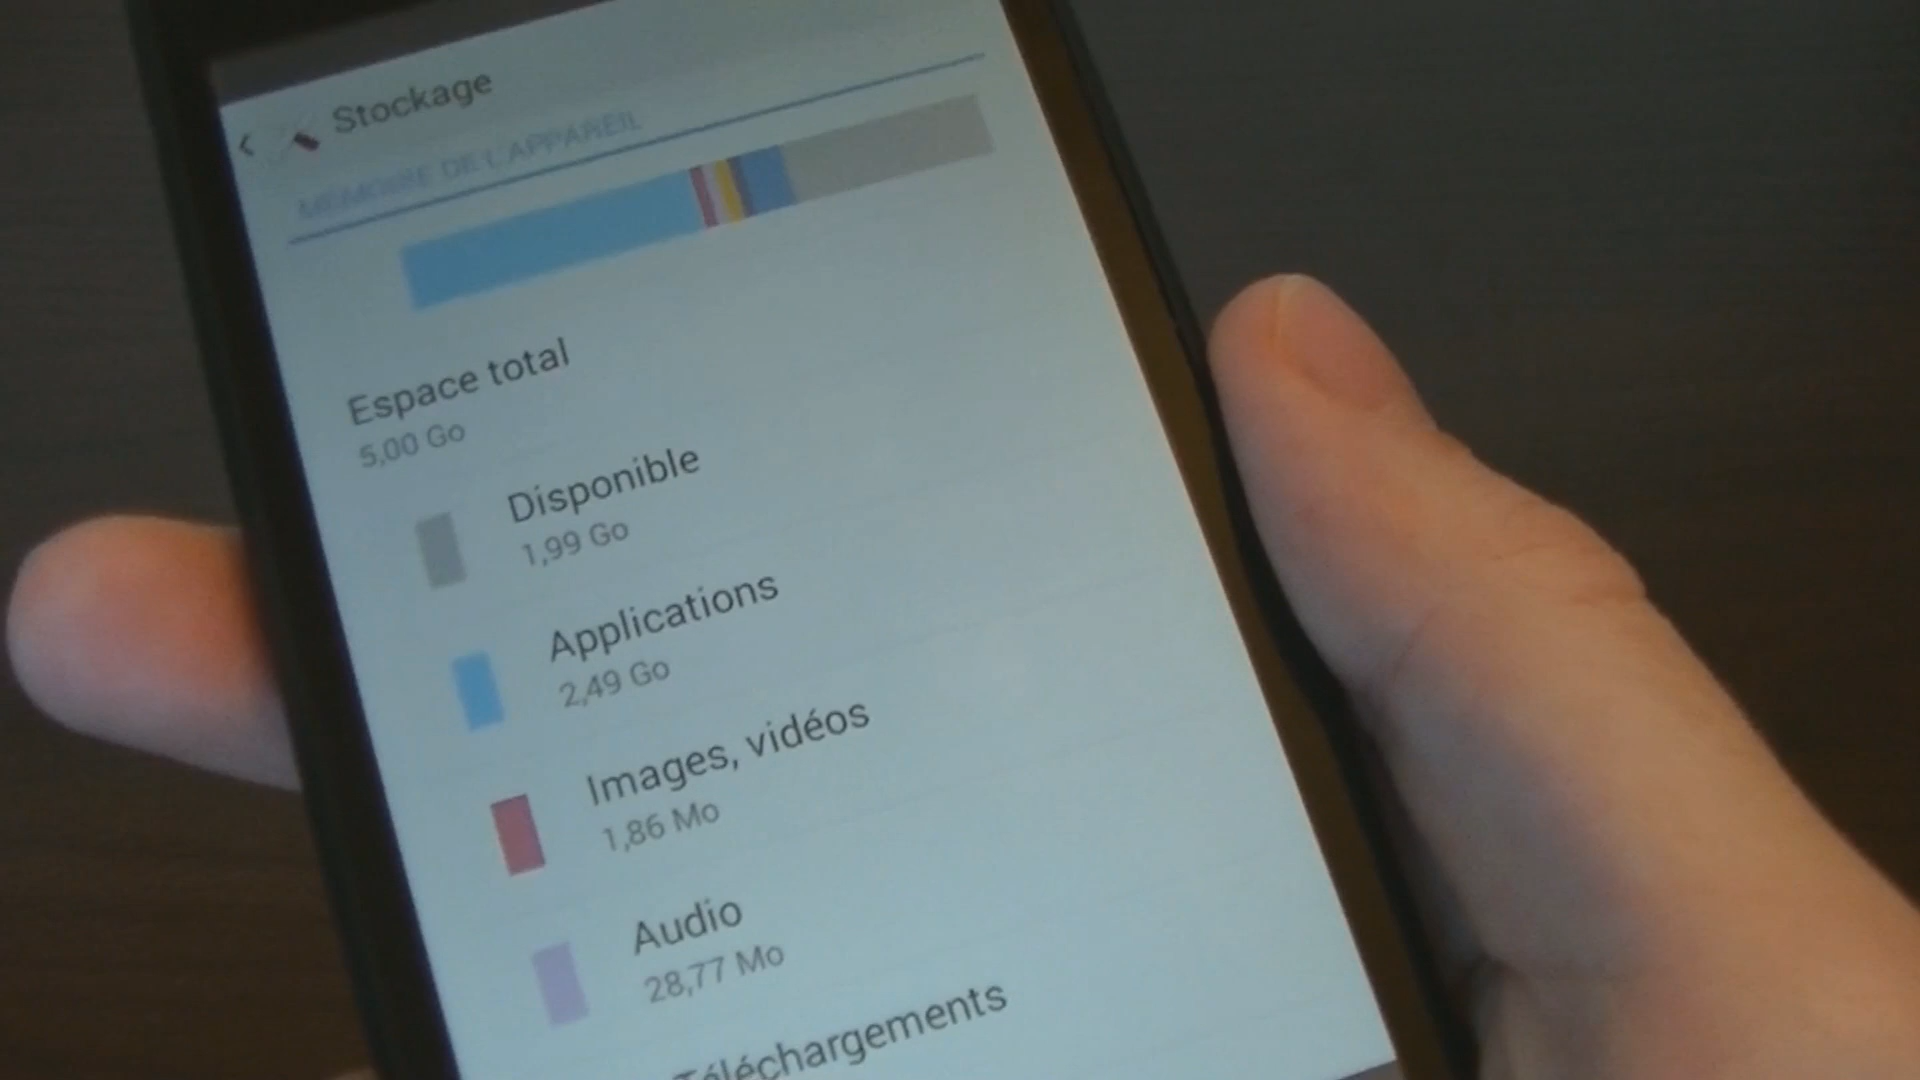 Stockage
MÉMOIRE DE L'APPAREIL
Espace total
5,00 Go
Disponible
1,99 Go
Applications
2,49 Go
Images, vidéos
1,86 Mo
Audio
28,77 Mo
Téléchargements